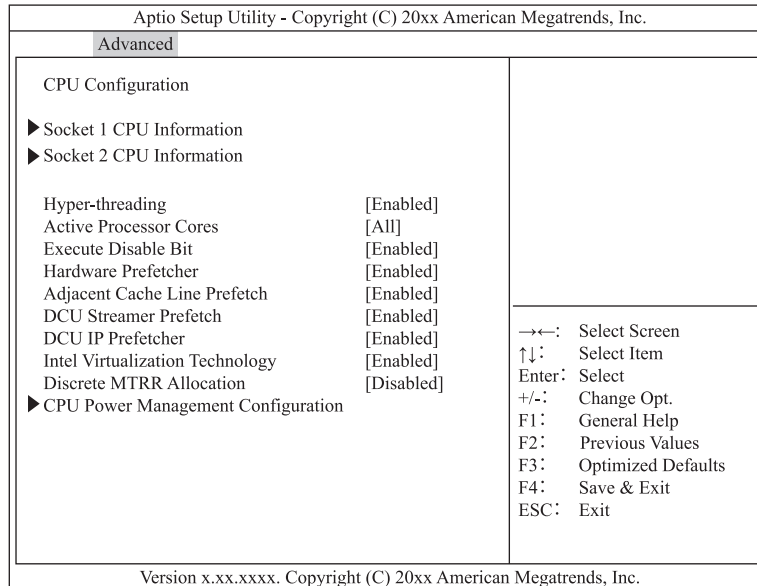 Aptio Setup Utility - Copyright (C) 20xx American Megatrends, Inc.
Advanced
CPU Configuration
▶Socket 1 CPU Information
▶Socket 2 CPU Information
Hyper-threading [Enabled]
Active Processor Cores [All]
Execute Disable Bit [Enabled]
Hardware Prefetcher [Enabled]
Adjacent Cache Line Prefetch [Enabled]
DCU Streamer Prefetch [Enabled]
DCU IP Prefetcher [Enabled]
Intel Virtualization Technology [Enabled]
Discrete MTRR Allocation [Disabled]
▶CPU Power Management Configuration
→←: Select Screen
↑↓: Select Item
Enter: Select
+/-: Change Opt.
F1: General Help
F2: Previous Values
F3: Optimized Defaults
F4: Save & Exit
ESC: Exit
Version x.xx.xxxx. Copyright (C) 20xx American Megatrends, Inc.